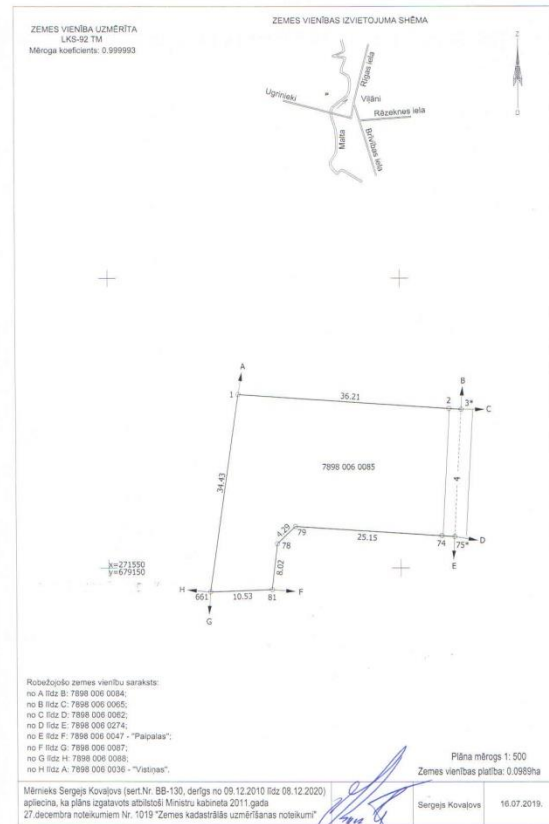 ZEMES VIENĪBA UZMĒRĪTA
LKS-92 TM
Mēroga koeficients: 0.999993
ZEMES VIENĪBAS IZVIETOJUMA SHĒMA
Z
D
Rīgas iela
Ugrinieki
Viļāni
Rēzeknes iela
Malta
Brīvības iela
A
B
1
36.21
2
3*
C
34.43
7898 006 0085
4
4.29
79
25.15
74
75*
D
78
E
x=271550
y=679150
8.02
H
661
10.53
81
F
G
Robežojošo zemes vienību saraksts:
no A līdz B: 7898 006 0084;
no B līdz C: 7898 006 0065;
no C līdz D: 7898 006 0062;
no D līdz E: 7898 006 0274;
no E līdz F: 7898 006 0047 - "Paipalas";
no F līdz G: 7898 006 0087;
no G līdz H: 7898 006 0088;
no H līdz A: 7898 006 0036 - "Vistiņas".
Plāna mērogs 1: 500
Zemes vienības platība: 0.0989ha
Mērnieks Sergejs Kovaļovs (sert.Nr. BB-130, derīgs no 09.12.2010 līdz 08.12.2020)
apliecina, ka plāns izgatavots atbilstoši Ministru kabineta 2011.gada
27.decembra noteikumiem Nr. 1019 "Zemes kadastrālās uzmērīšanas noteikumi"
Sergejs Kovaļovs
16.07.2019.